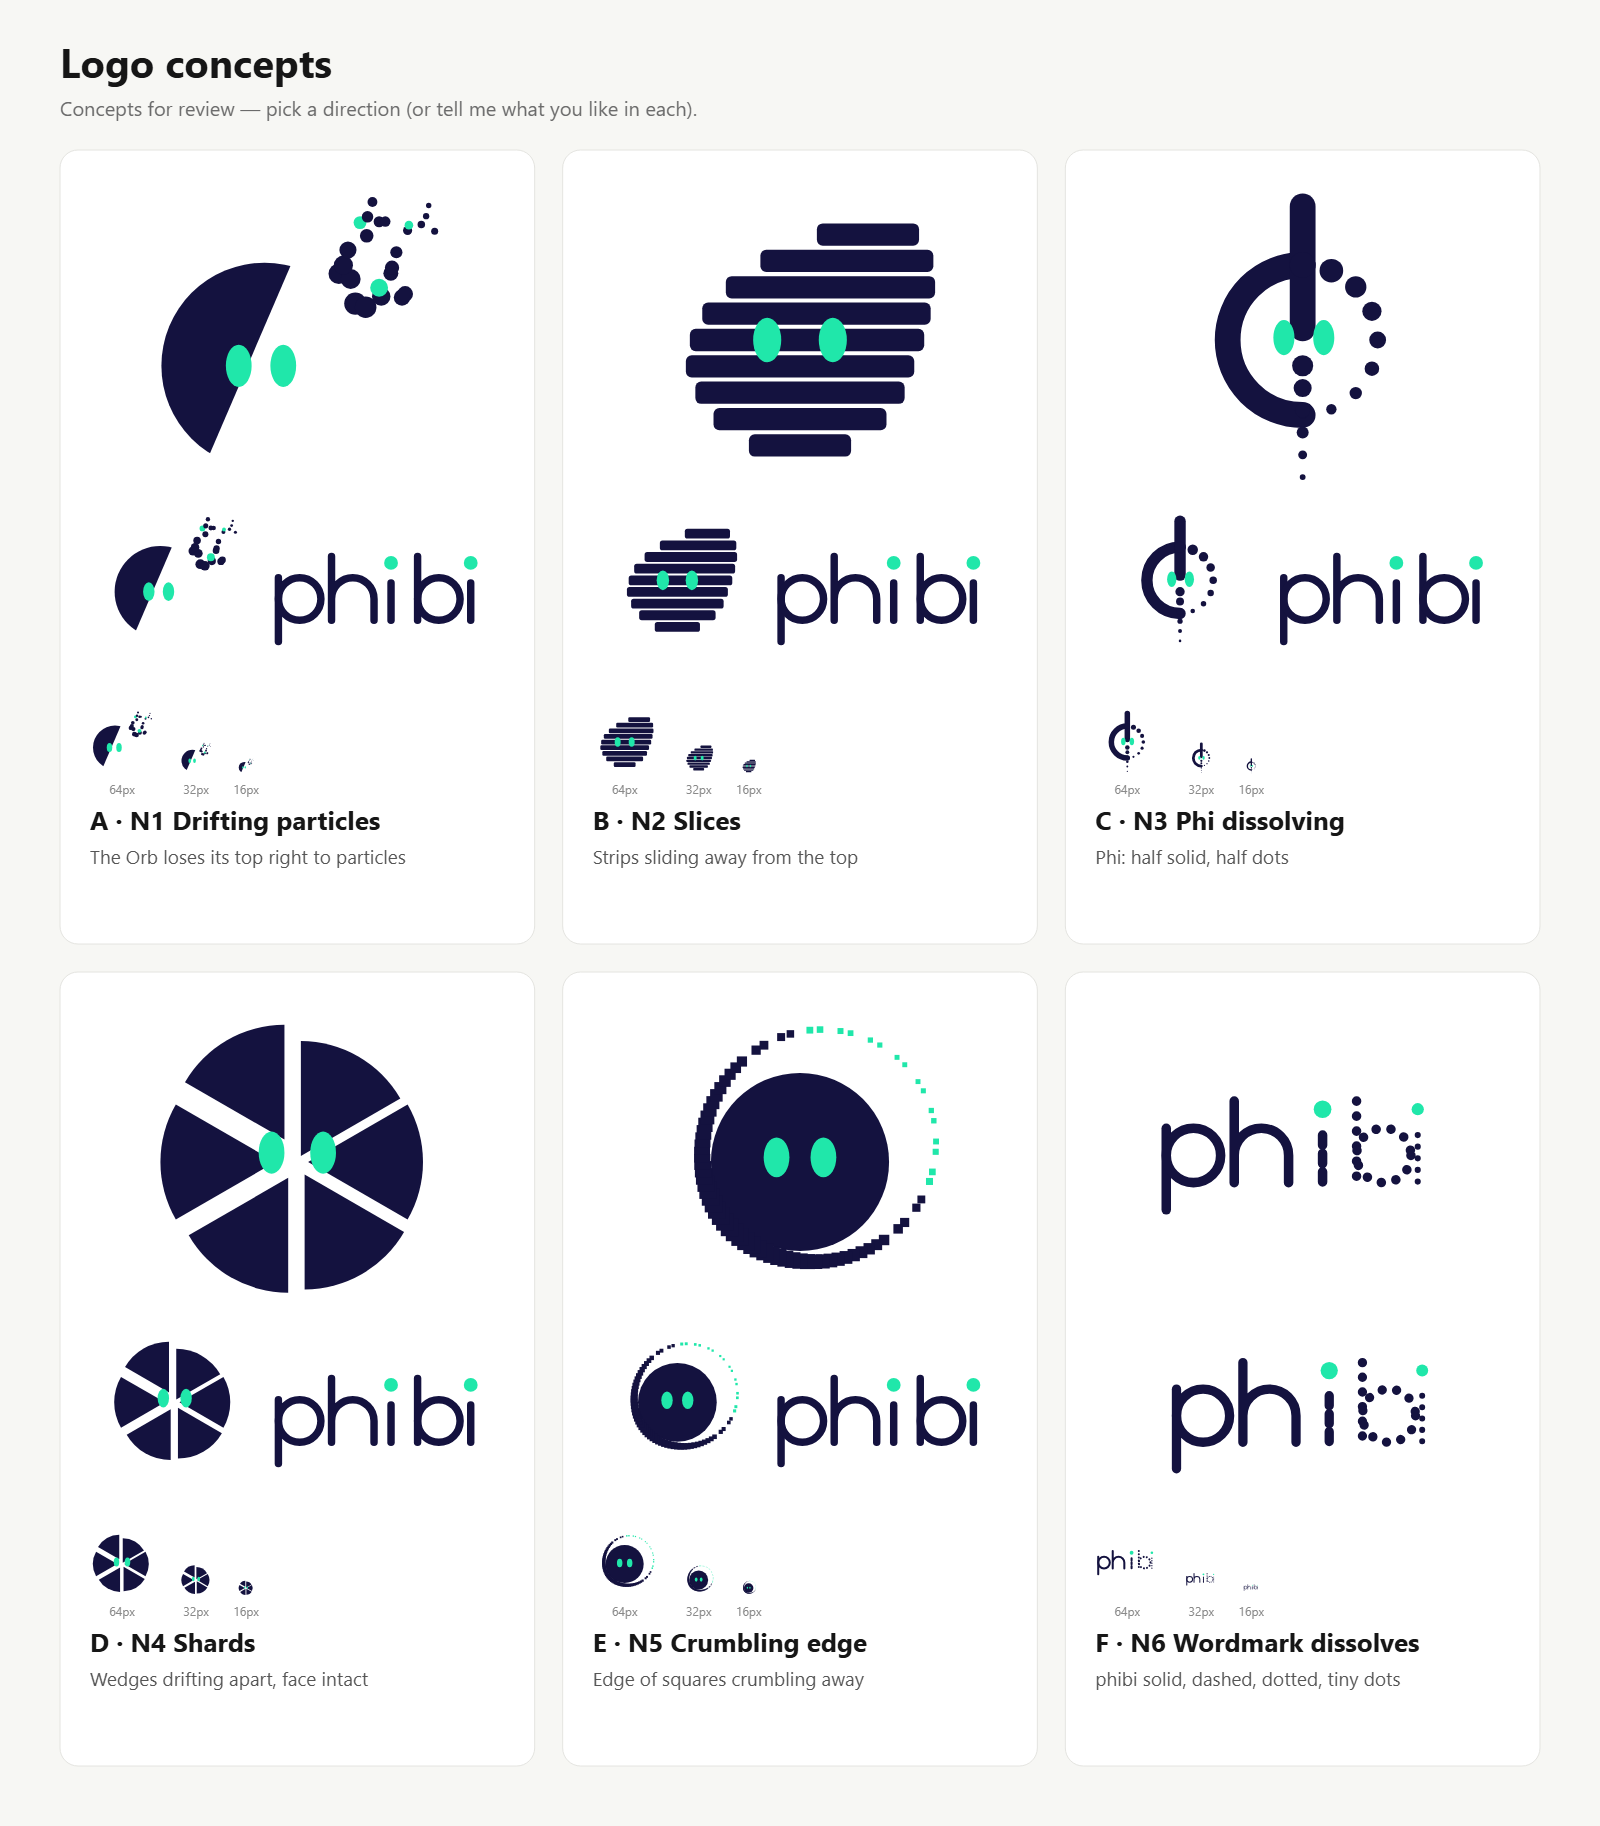 Logo concepts
Concepts for review — pick a direction (or tell me what you like in each).
phibi
64px 32px 16px
A · N1 Drifting particles
The Orb loses its top right to particles
phibi
64px 32px 16px
B · N2 Slices
Strips sliding away from the top
phibi
64px 32px 16px
C · N3 Phi dissolving
Phi: half solid, half dots
phibi
64px 32px 16px
D · N4 Shards
Wedges drifting apart, face intact
phibi
64px 32px 16px
E · N5 Crumbling edge
Edge of squares crumbling away
phibi
phibi
phibi phibi phibi
64px 32px 16px
F · N6 Wordmark dissolves
phibi solid, dashed, dotted, tiny dots